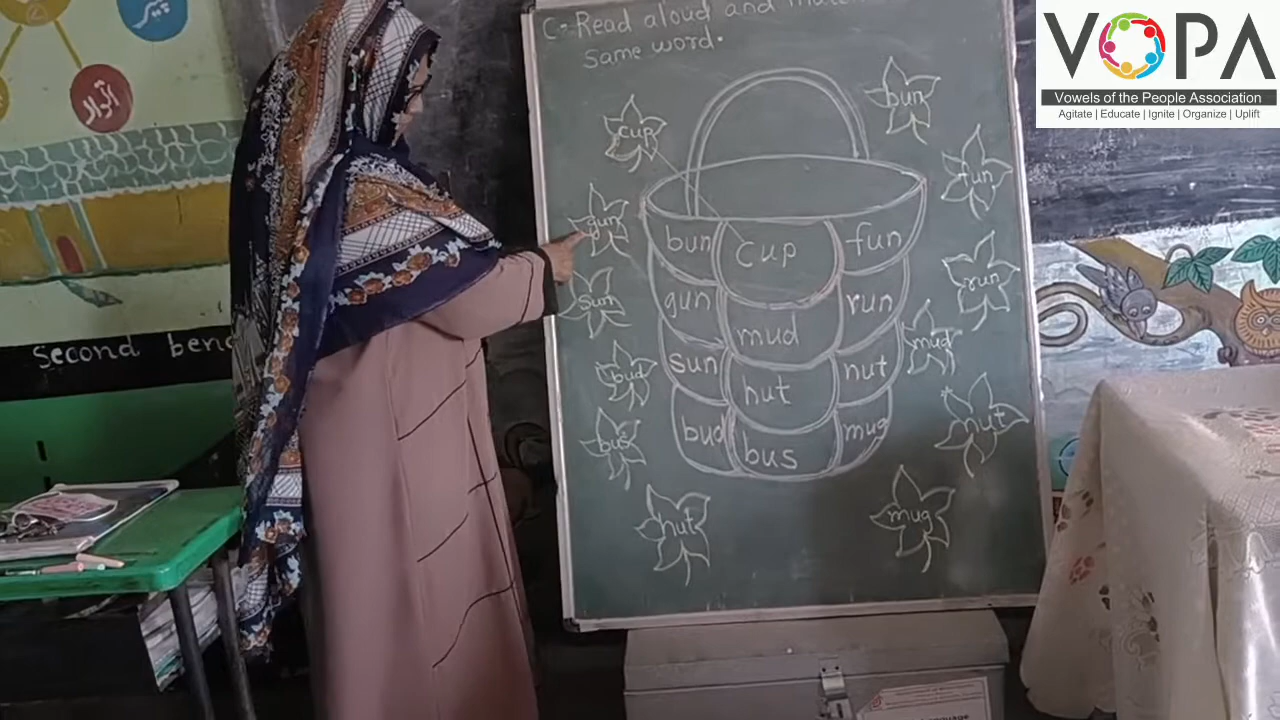 C:- Read aloud and
Same word.
VOPA
Vowels of the People Association
Agitate | Educate | Ignite | Organize | Uplift
اتوار
Second
cup
bun
fun
gun
sun
run
bud
mud
bus
nut
hut
mug
bun
cup
fun
gun
mud
run
sun
hut
nut
bud
bus
mug